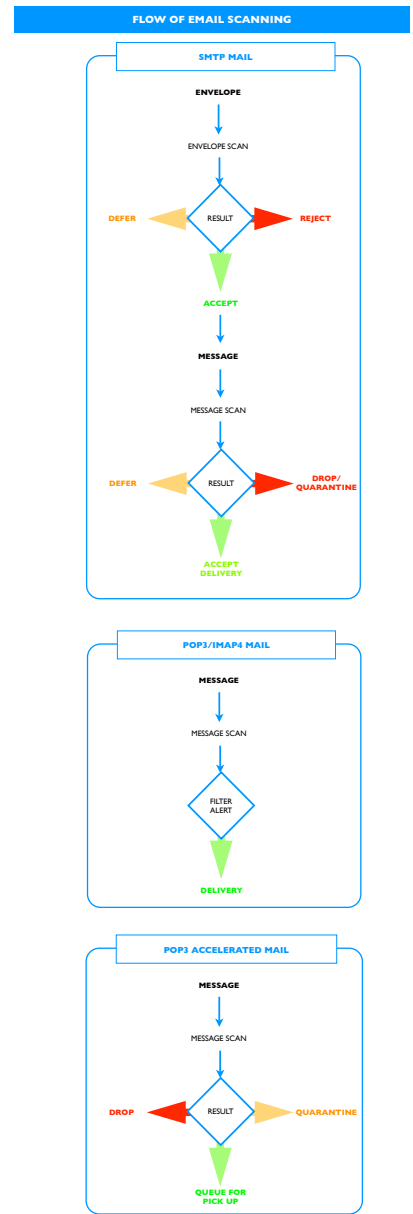 FLOW OF EMAIL SCANNING
SMTP MAIL
ENVELOPE
ENVELOPE SCAN
DEFER
RESULT
REJECT
ACCEPT
MESSAGE
MESSAGE SCAN
DEFER
RESULT
DROP/
QUARANTINE
ACCEPT
DELIVERY
POP3/IMAP4 MAIL
MESSAGE
MESSAGE SCAN
FILTER
ALERT
DELIVERY
POP3 ACCELERATED MAIL
MESSAGE
MESSAGE SCAN
DROP
RESULT
QUARANTINE
QUEUE FOR
PICK UP